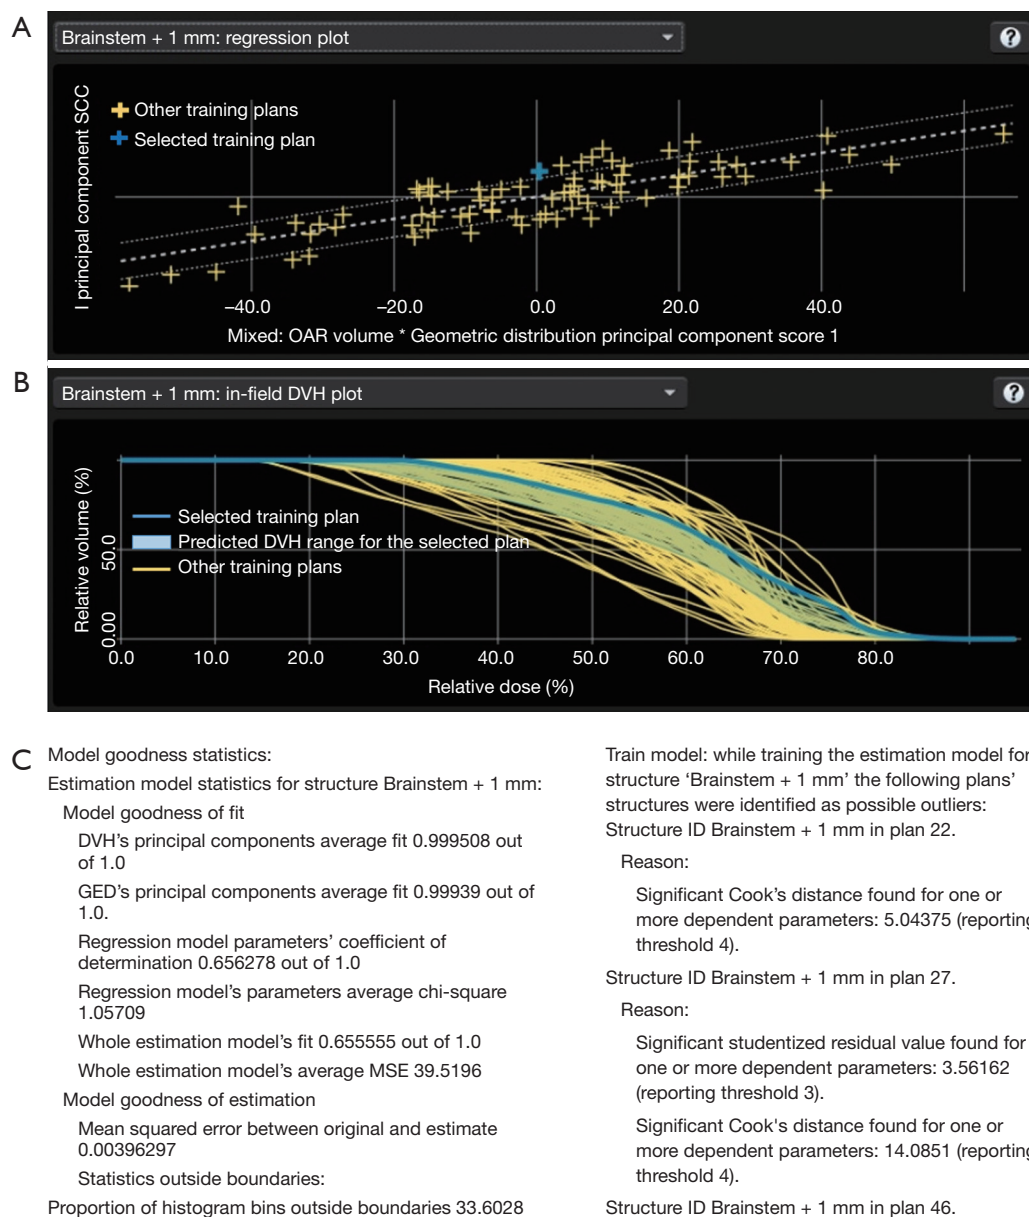 A
Brainstem + 1 mm: regression plot
?
I principal component SCC
Other training plans
Selected training plan
–40.0
–20.0
0.0
20.0
40.0
Mixed: OAR volume * Geometric distribution principal component score 1
B
Brainstem + 1 mm: in-field DVH plot
?
Relative volume (%)
50.0
0.00
Selected training plan
Predicted DVH range for the selected plan
Other training plans
0.0
10.0
20.0
30.0
40.0
50.0
60.0
70.0
80.0
Relative dose (%)
C
Model goodness statistics:
Estimation model statistics for structure Brainstem + 1 mm:
Model goodness of fit
DVH’s principal components average fit 0.999508 out
of 1.0
GED’s principal components average fit 0.99939 out of
1.0.
Regression model parameters’ coefficient of
determination 0.656278 out of 1.0
Regression model’s parameters average chi-square
1.05709
Whole estimation model’s fit 0.655555 out of 1.0
Whole estimation model’s average MSE 39.5196
Model goodness of estimation
Mean squared error between original and estimate
0.00396297
Statistics outside boundaries:
Proportion of histogram bins outside boundaries 33.6028
Train model: while training the estimation model for
structure ‘Brainstem + 1 mm’ the following plans’
structures were identified as possible outliers:
Structure ID Brainstem + 1 mm in plan 22.
Reason:
Significant Cook’s distance found for one or
more dependent parameters: 5.04375 (reporting
threshold 4).
Structure ID Brainstem + 1 mm in plan 27.
Reason:
Significant studentized residual value found for
one or more dependent parameters: 3.56162
(reporting threshold 3).
Significant Cook's distance found for one or
more dependent parameters: 14.0851 (reporting
threshold 4).
Structure ID Brainstem + 1 mm in plan 46.